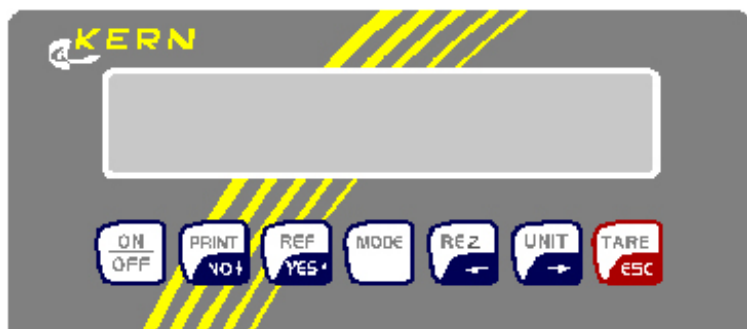 KERN
ON PRINT REF MODE REZ UNIT TARE
OFF NO YES ESC